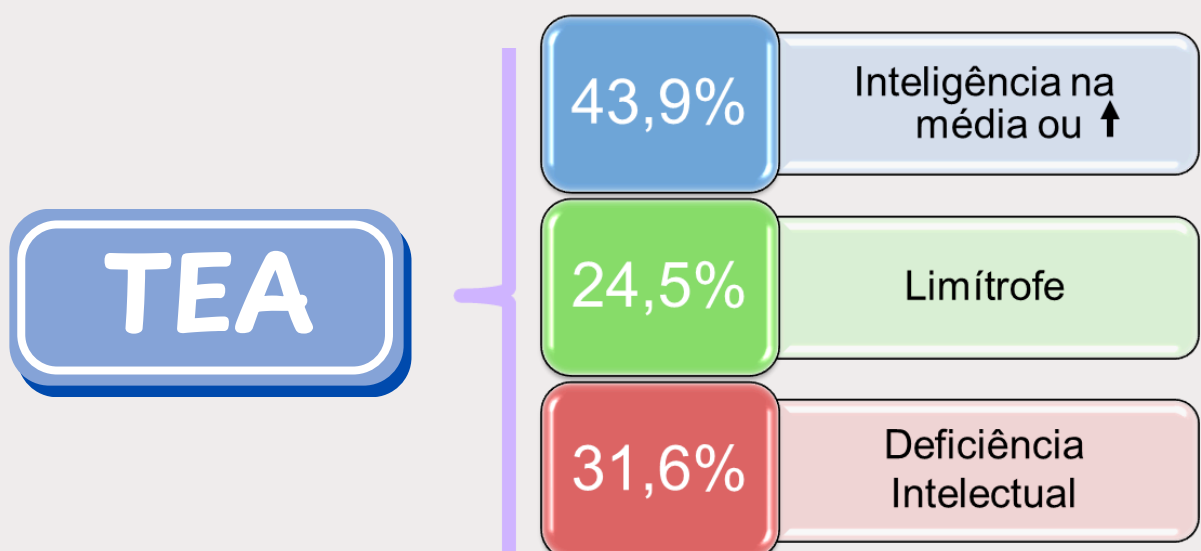 TEA
43,9%
Inteligência na
média ou ↑
24,5%
Limítrofe
31,6%
Deficiência
Intelectual